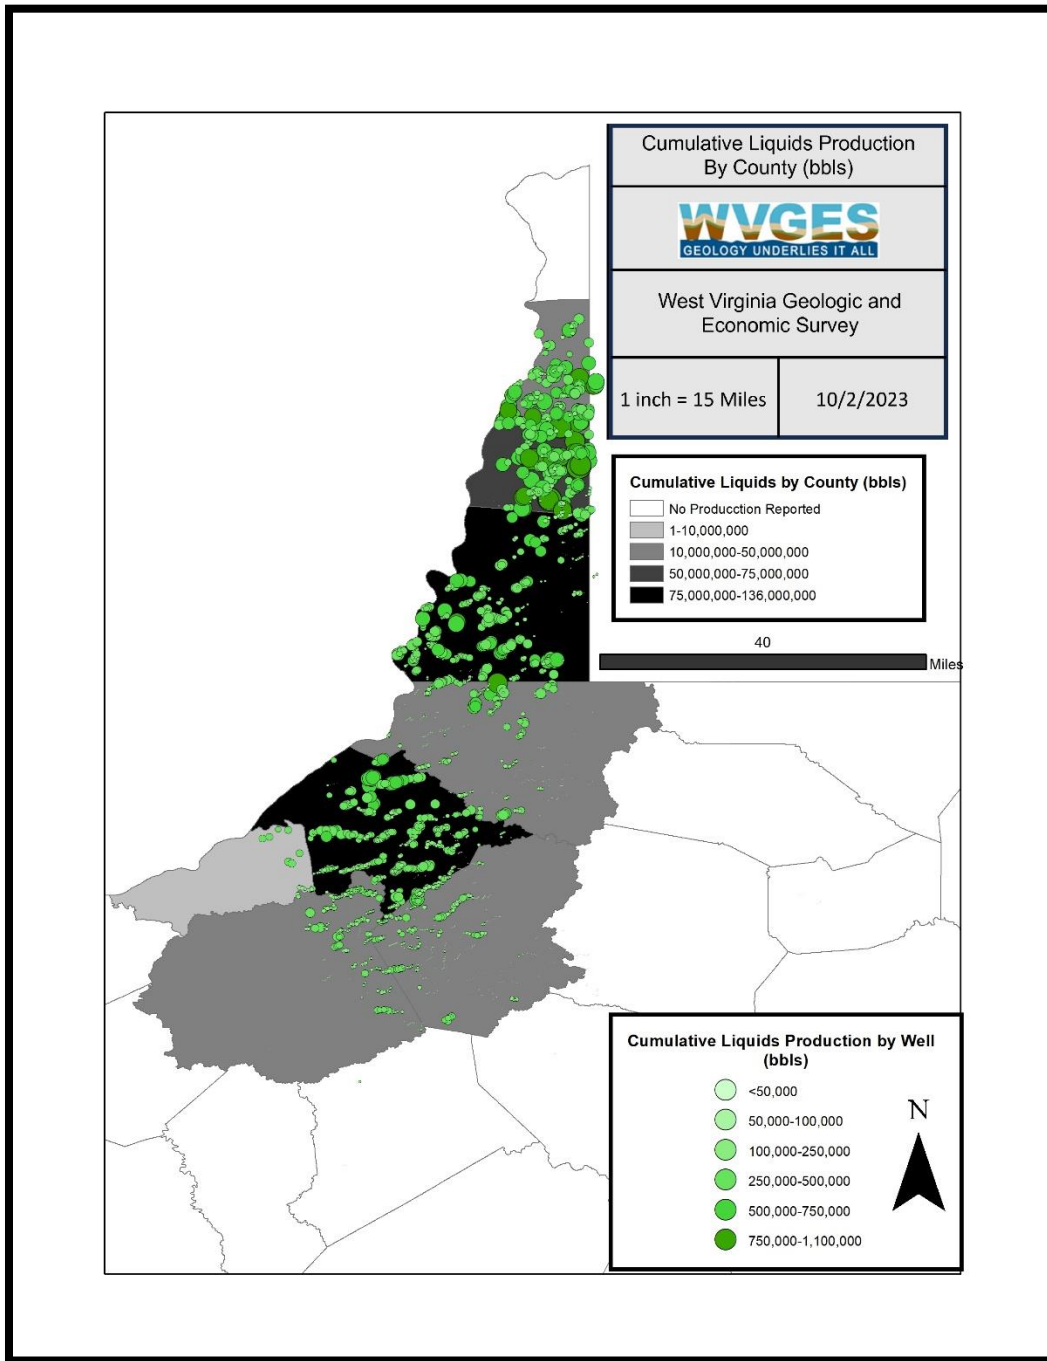 Cumulative Liquids Production
By County (bbls)
WVGES
GEOLOGY UNDERLIES IT ALL
West Virginia Geologic and
Economic Survey
1 inch = 15 Miles
10/2/2023
Cumulative Liquids by County (bbls)
No Producction Reported
1-10,000,000
10,000,000-50,000,000
50,000,000-75,000,000
75,000,000-136,000,000
40
Miles
Cumulative Liquids Production by Well
(bbls)
<50,000
50,000-100,000
100,000-250,000
250,000-500,000
500,000-750,000
750,000-1,100,000
N